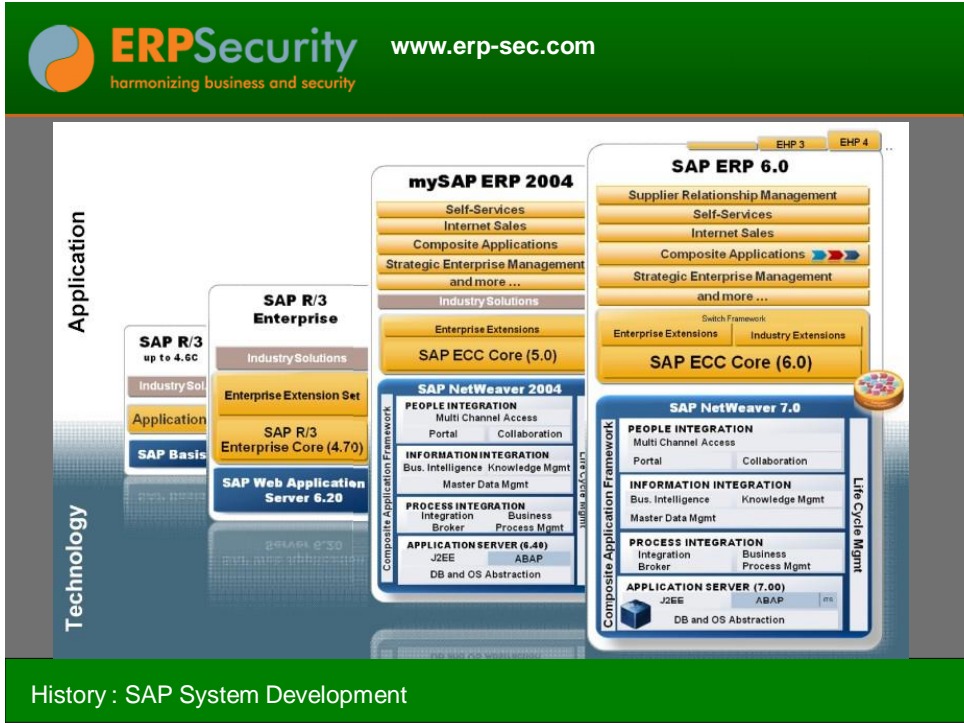 ERPSecurity
harmonizing business and security
www.erp-sec.com
Application
Technology
SAP R/3
up to 4.6C
Industry Sol.
Application
SAP Basis
SAP R/3
Enterprise
Industry Solutions
Enterprise Extension Set
SAP R/3
Enterprise Core (4.70)
SAP Web Application
Server 6.20
mySAP ERP 2004
Self-Services
Internet Sales
Composite Applications
Strategic Enterprise Management
and more ...
Industry Solutions
Enterprise Extensions
SAP ECC Core (5.0)
SAP NetWeaver 2004
Composite Application Framework
PEOPLE INTEGRATION
Multi Channel Access
Portal Collaboration
INFORMATION INTEGRATION
Bus. Intelligence Knowledge Mgmt
Master Data Mgmt
PROCESS INTEGRATION
Integration Business
Broker Process Mgmt
APPLICATION SERVER (6.40)
J2EE ABAP
DB and OS Abstraction
Life Cycle Mgmt
EHP 3 EHP 4 ..
SAP ERP 6.0
Supplier Relationship Management
Self-Services
Internet Sales
Composite Applications
Strategic Enterprise Management
and more ...
Switch Framework
Enterprise Extensions Industry Extensions
SAP ECC Core (6.0)
SAP NetWeaver 7.0
Composite Application Framework
PEOPLE INTEGRATION
Multi Channel Access
Portal Collaboration
INFORMATION INTEGRATION
Bus. Intelligence Knowledge Mgmt
Master Data Mgmt
PROCESS INTEGRATION
Integration Business
Broker Process Mgmt
APPLICATION SERVER (7.00)
J2EE ABAP
DB and OS Abstraction
Life Cycle Mgmt
History : SAP System Development